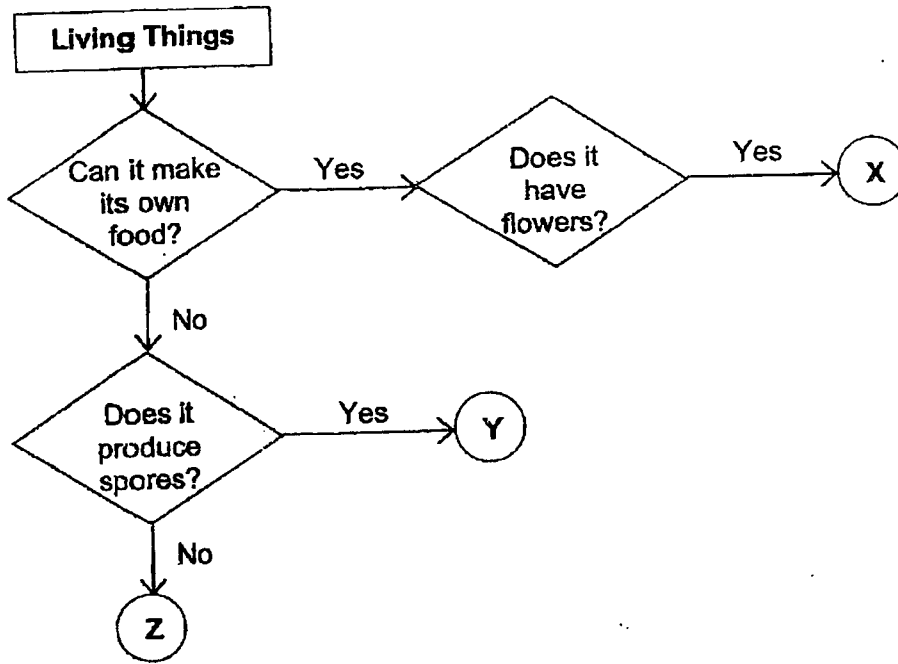 Living Things
Can it make
its own
food?
Yes
Does it
have
flowers?
Yes
X
No
Does it
produce
spores?
Yes
Y
No
Z